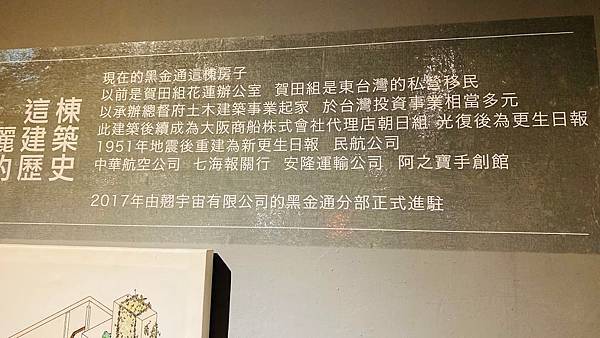 這棟
麗建築
的歷史
現在的黑金通這棟房子
以前是賀田組花蓮辦公室 賀田組是東台灣的私營移民
以承辦總督府土木建築事業起家 於台灣投資事業相當多元
此建築後續成為大阪商船株式會社代理店朝日組 光復後為更生日報
1951年地震後重建為新更生日報 民航公司
中華航空公司 七海報關行 安隆運輸公司 阿之寶手創館
2017年由翹宇宙有限公司的黑金通分部正式進駐